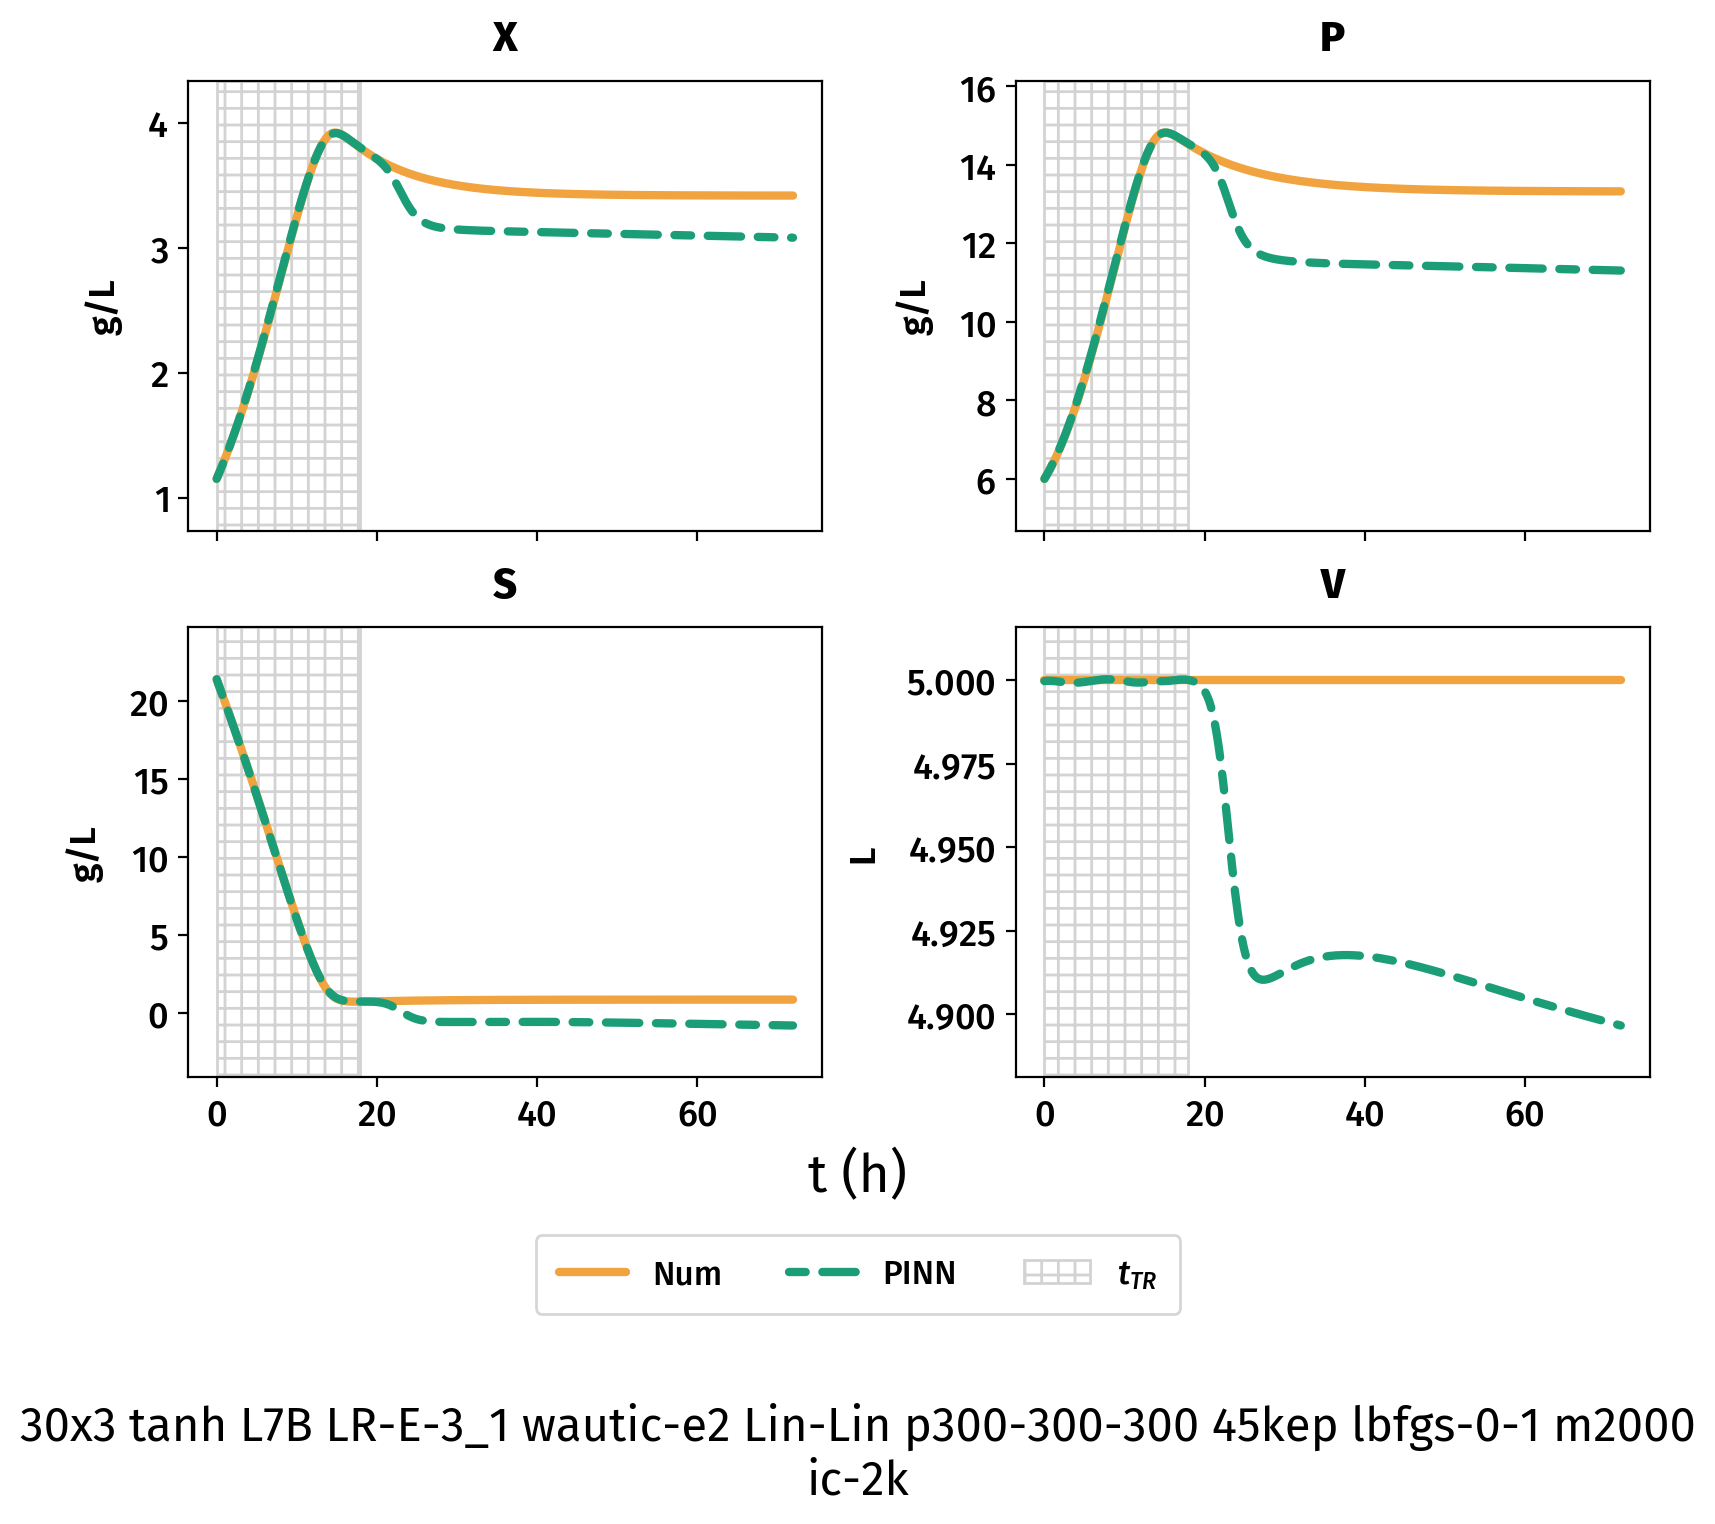 X
4
3
2
1
g/L
P
16
14
12
10
8
6
g/L
S
20
15
10
5
0
g/L
0 20 40 60
V
5.000
4.975
4.950
4.925
4.900
L
0 20 40 60
t (h)
Num PINN tTR
30x3 tanh L7B LR-E-3_1 wautic-e2 Lin-Lin p300-300-300 45kep lbfgs-0-1 m2000
ic-2k